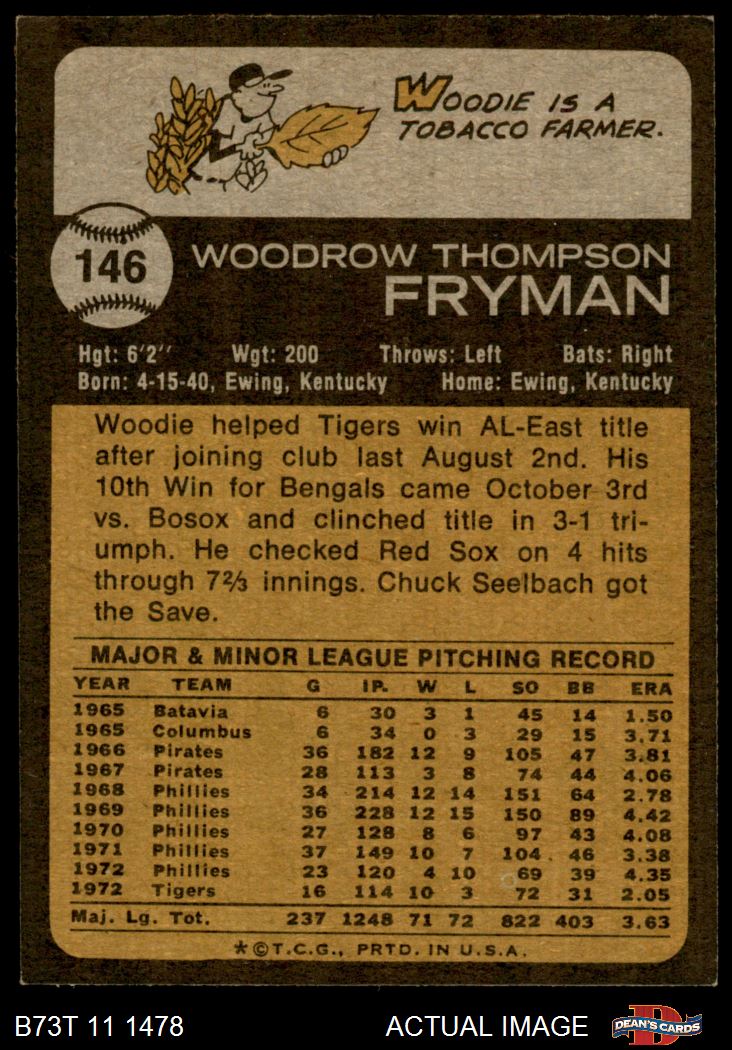 WOODIE IS A
TOBACCO FARMER.
146
WOODROW THOMPSON
FRYMAN
Hgt: 6'2" Wgt: 200 Throws: Left Bats: Right
Born: 4-15-40, Ewing, Kentucky Home: Ewing, Kentucky
Woodie helped Tigers win AL-East title
after joining club last August 2nd. His
10th Win for Bengals came October 3rd
vs. Bosox and clinched title in 3-1 tri-
umph. He checked Red Sox on 4 hits
through 7⅔ innings. Chuck Seelbach got
the Save.
MAJOR & MINOR LEAGUE PITCHING RECORD
YEAR TEAM G IP. W L SO BB ERA
1965 Batavia 6 30 3 1 45 14 1.50
1965 Columbus 6 34 0 3 29 15 3.71
1966 Pirates 36 182 12 9 105 47 3.81
1967 Pirates 28 113 3 8 74 44 4.06
1968 Phillies 34 214 12 14 151 64 2.78
1969 Phillies 36 228 12 15 150 89 4.42
1970 Phillies 27 128 8 6 97 43 4.08
1971 Phillies 37 149 10 7 104 46 3.38
1972 Phillies 23 120 4 10 69 39 4.35
1972 Tigers 16 114 10 3 72 31 2.05
Maj. Lg. Tot. 237 1248 71 72 822 403 3.63
*©T.C.G., PRTD. IN U.S.A.
B73T 11 1478 ACTUAL IMAGE D DEAN'S CARDS